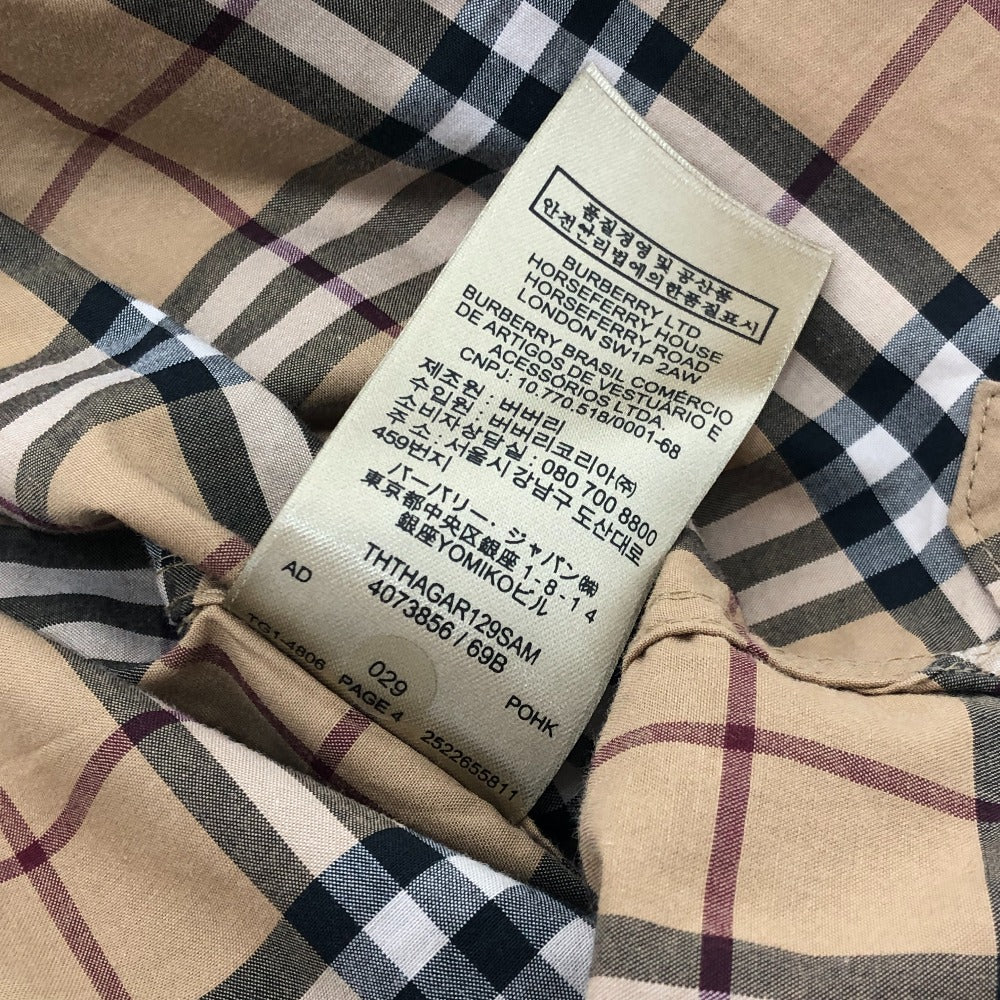 품질경영 및 공산품
안전관리법에의한품질표시
BURBERRY LTD
HORSEFERRY HOUSE
HORSEFERRY ROAD
LONDON SW1P 2AW
BURBERRY BRASIL COMÉRCIO
DE ARTIGOS DE VESTUÁRIO E
ACESSÓRIOS LTDA.
CNPJ: 10.770.518/0001-68
제조원 : 버버리
수입원 : 버버리코리아㈜
소비자상담실 : 080 700 8800
주소 : 서울시 강남구 도산대로
459번지
バーバリー・ジャパン㈱
東京都中央区銀座1-8-14
銀座YOMIKOビル
THTHAGAR129SAM
4073856 / 69B
AD
029
POHK
TG1-4806
PAGE 4
2522655811